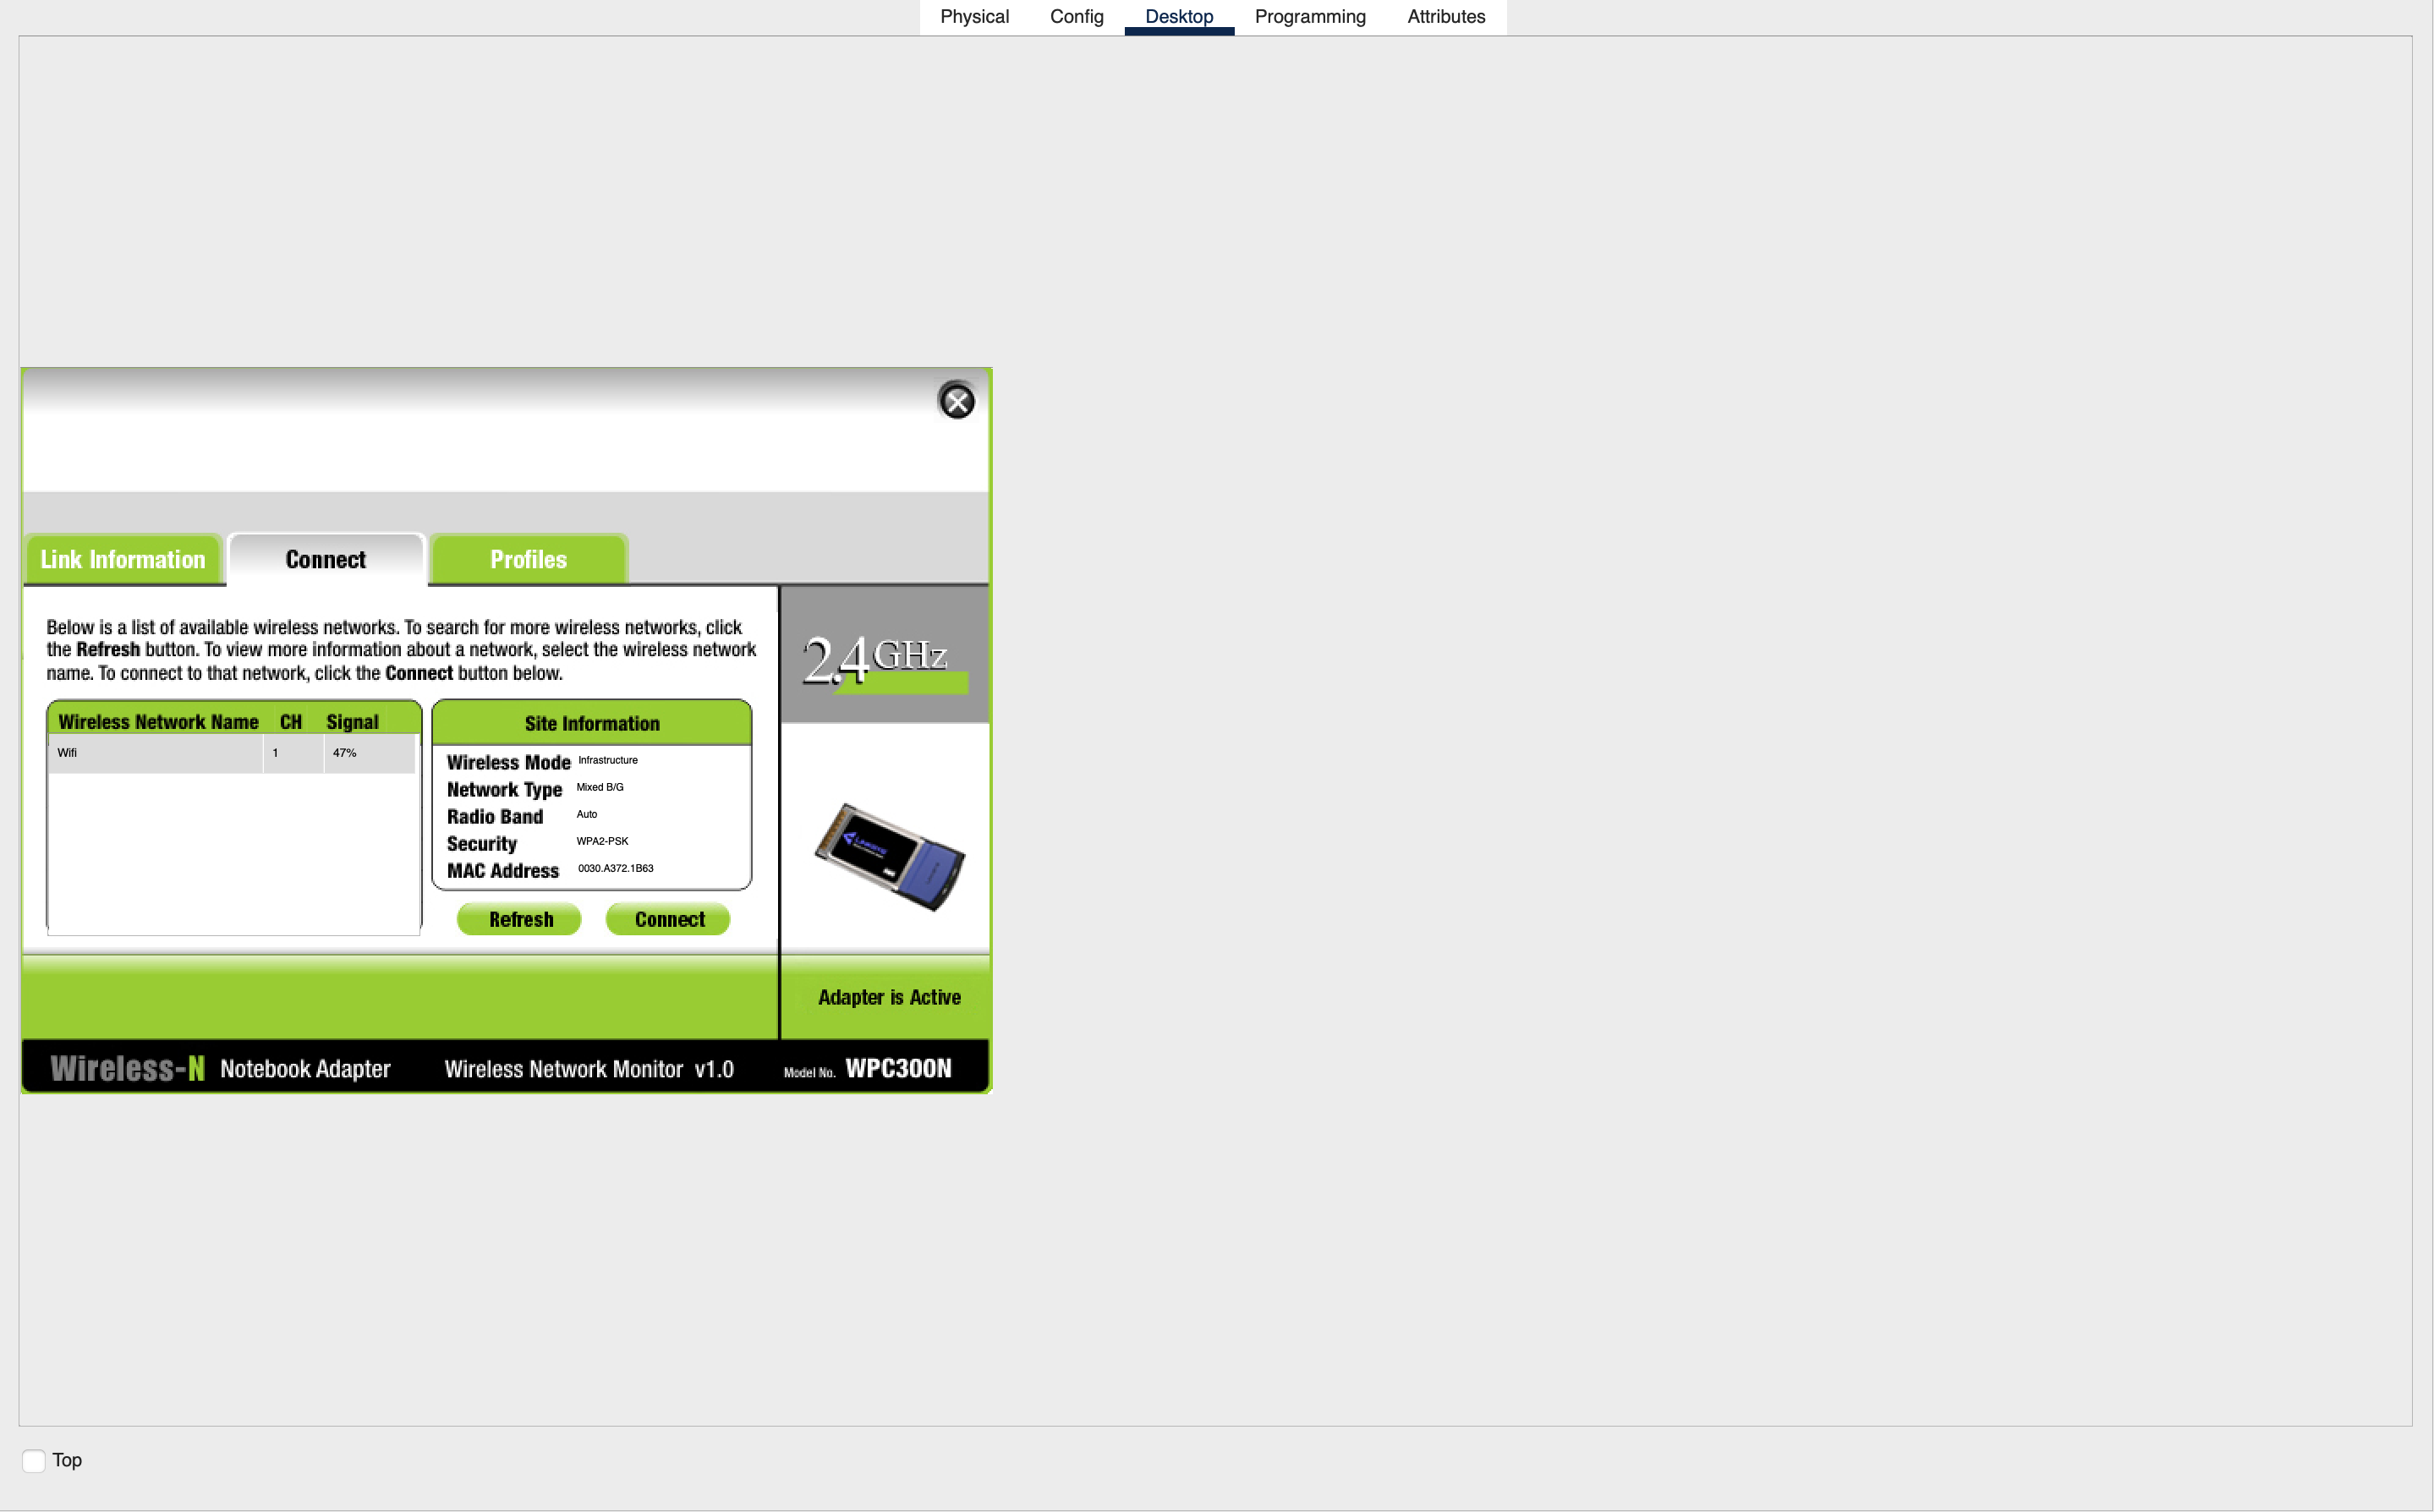 Physical Config Desktop Programming Attributes
Link Information Connect Profiles
Below is a list of available wireless networks. To search for more wireless networks, click
the Refresh button. To view more information about a network, select the wireless network
name. To connect to that network, click the Connect button below.
2.4GHz
Wireless Network Name CH Signal
Wifi 1 47%
Site Information
Wireless Mode Infrastructure
Network Type Mixed B/G
Radio Band Auto
Security WPA2-PSK
MAC Address 0030.A372.1B63
Refresh Connect
Adapter is Active
Wireless-N Notebook Adapter Wireless Network Monitor v1.0 Model No. WPC300N
Top